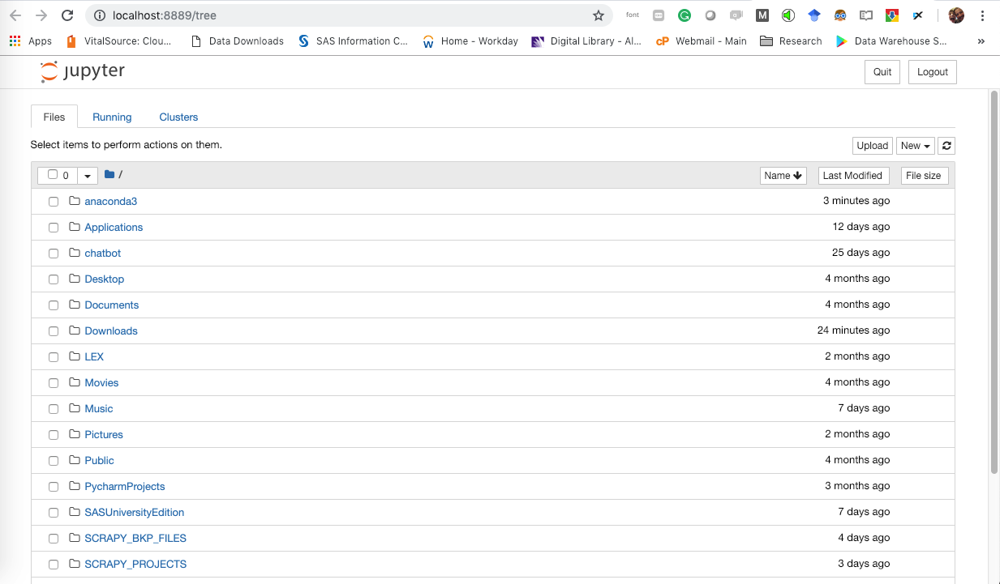 localhost:8889/tree
font M
Apps VitalSource: Clou... Data Downloads SAS Information C... Home - Workday Digital Library - Al... cP Webmail - Main Research Data Warehouse S... »
jupyter Quit Logout
Files Running Clusters
Select items to perform actions on them. Upload New
0 / Name Last Modified File size
anaconda3 3 minutes ago
Applications 12 days ago
chatbot 25 days ago
Desktop 4 months ago
Documents 4 months ago
Downloads 24 minutes ago
LEX 2 months ago
Movies 4 months ago
Music 7 days ago
Pictures 2 months ago
Public 4 months ago
PycharmProjects 3 months ago
SASUniversityEdition 7 days ago
SCRAPY_BKP_FILES 4 days ago
SCRAPY_PROJECTS 3 days ago